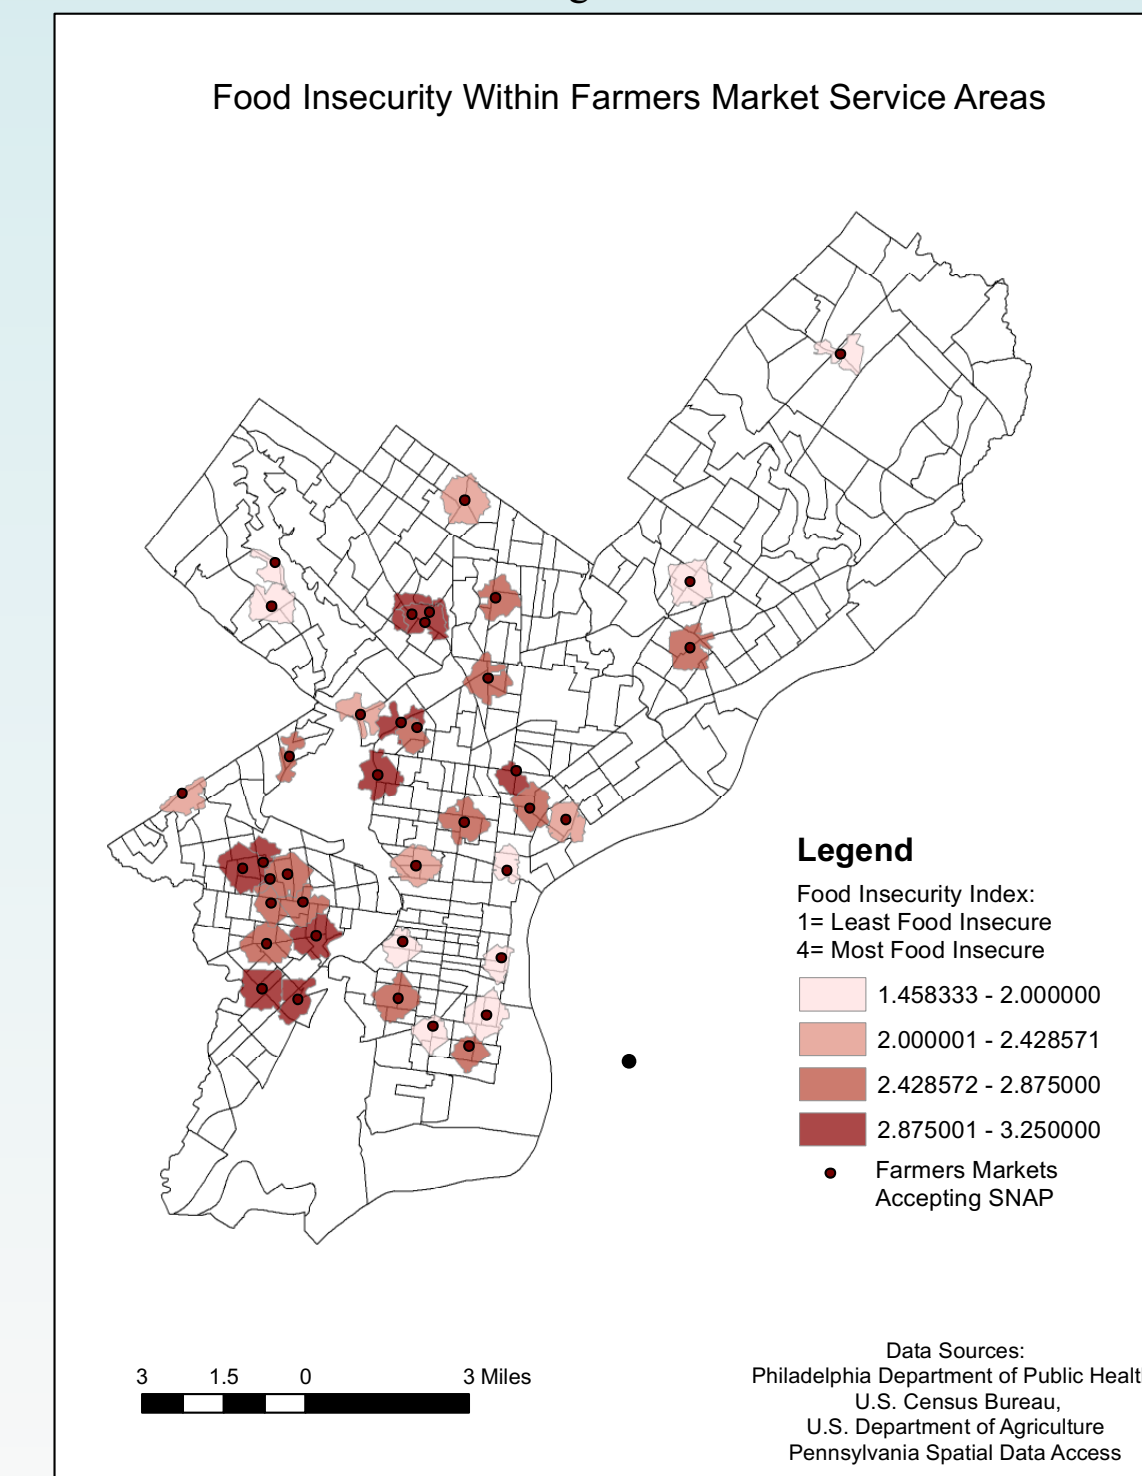 Food Insecurity Within Farmers Market Service Areas
Legend
Food Insecurity Index:
1= Least Food Insecure
4= Most Food Insecure
1.458333 - 2.000000
2.000001 - 2.428571
2.428572 - 2.875000
2.875001 - 3.250000
Farmers Markets
Accepting SNAP
3 1.5 0 3 Miles
Data Sources:
Philadelphia Department of Public Healt
U.S. Census Bureau,
U.S. Department of Agriculture
Pennsylvania Spatial Data Access